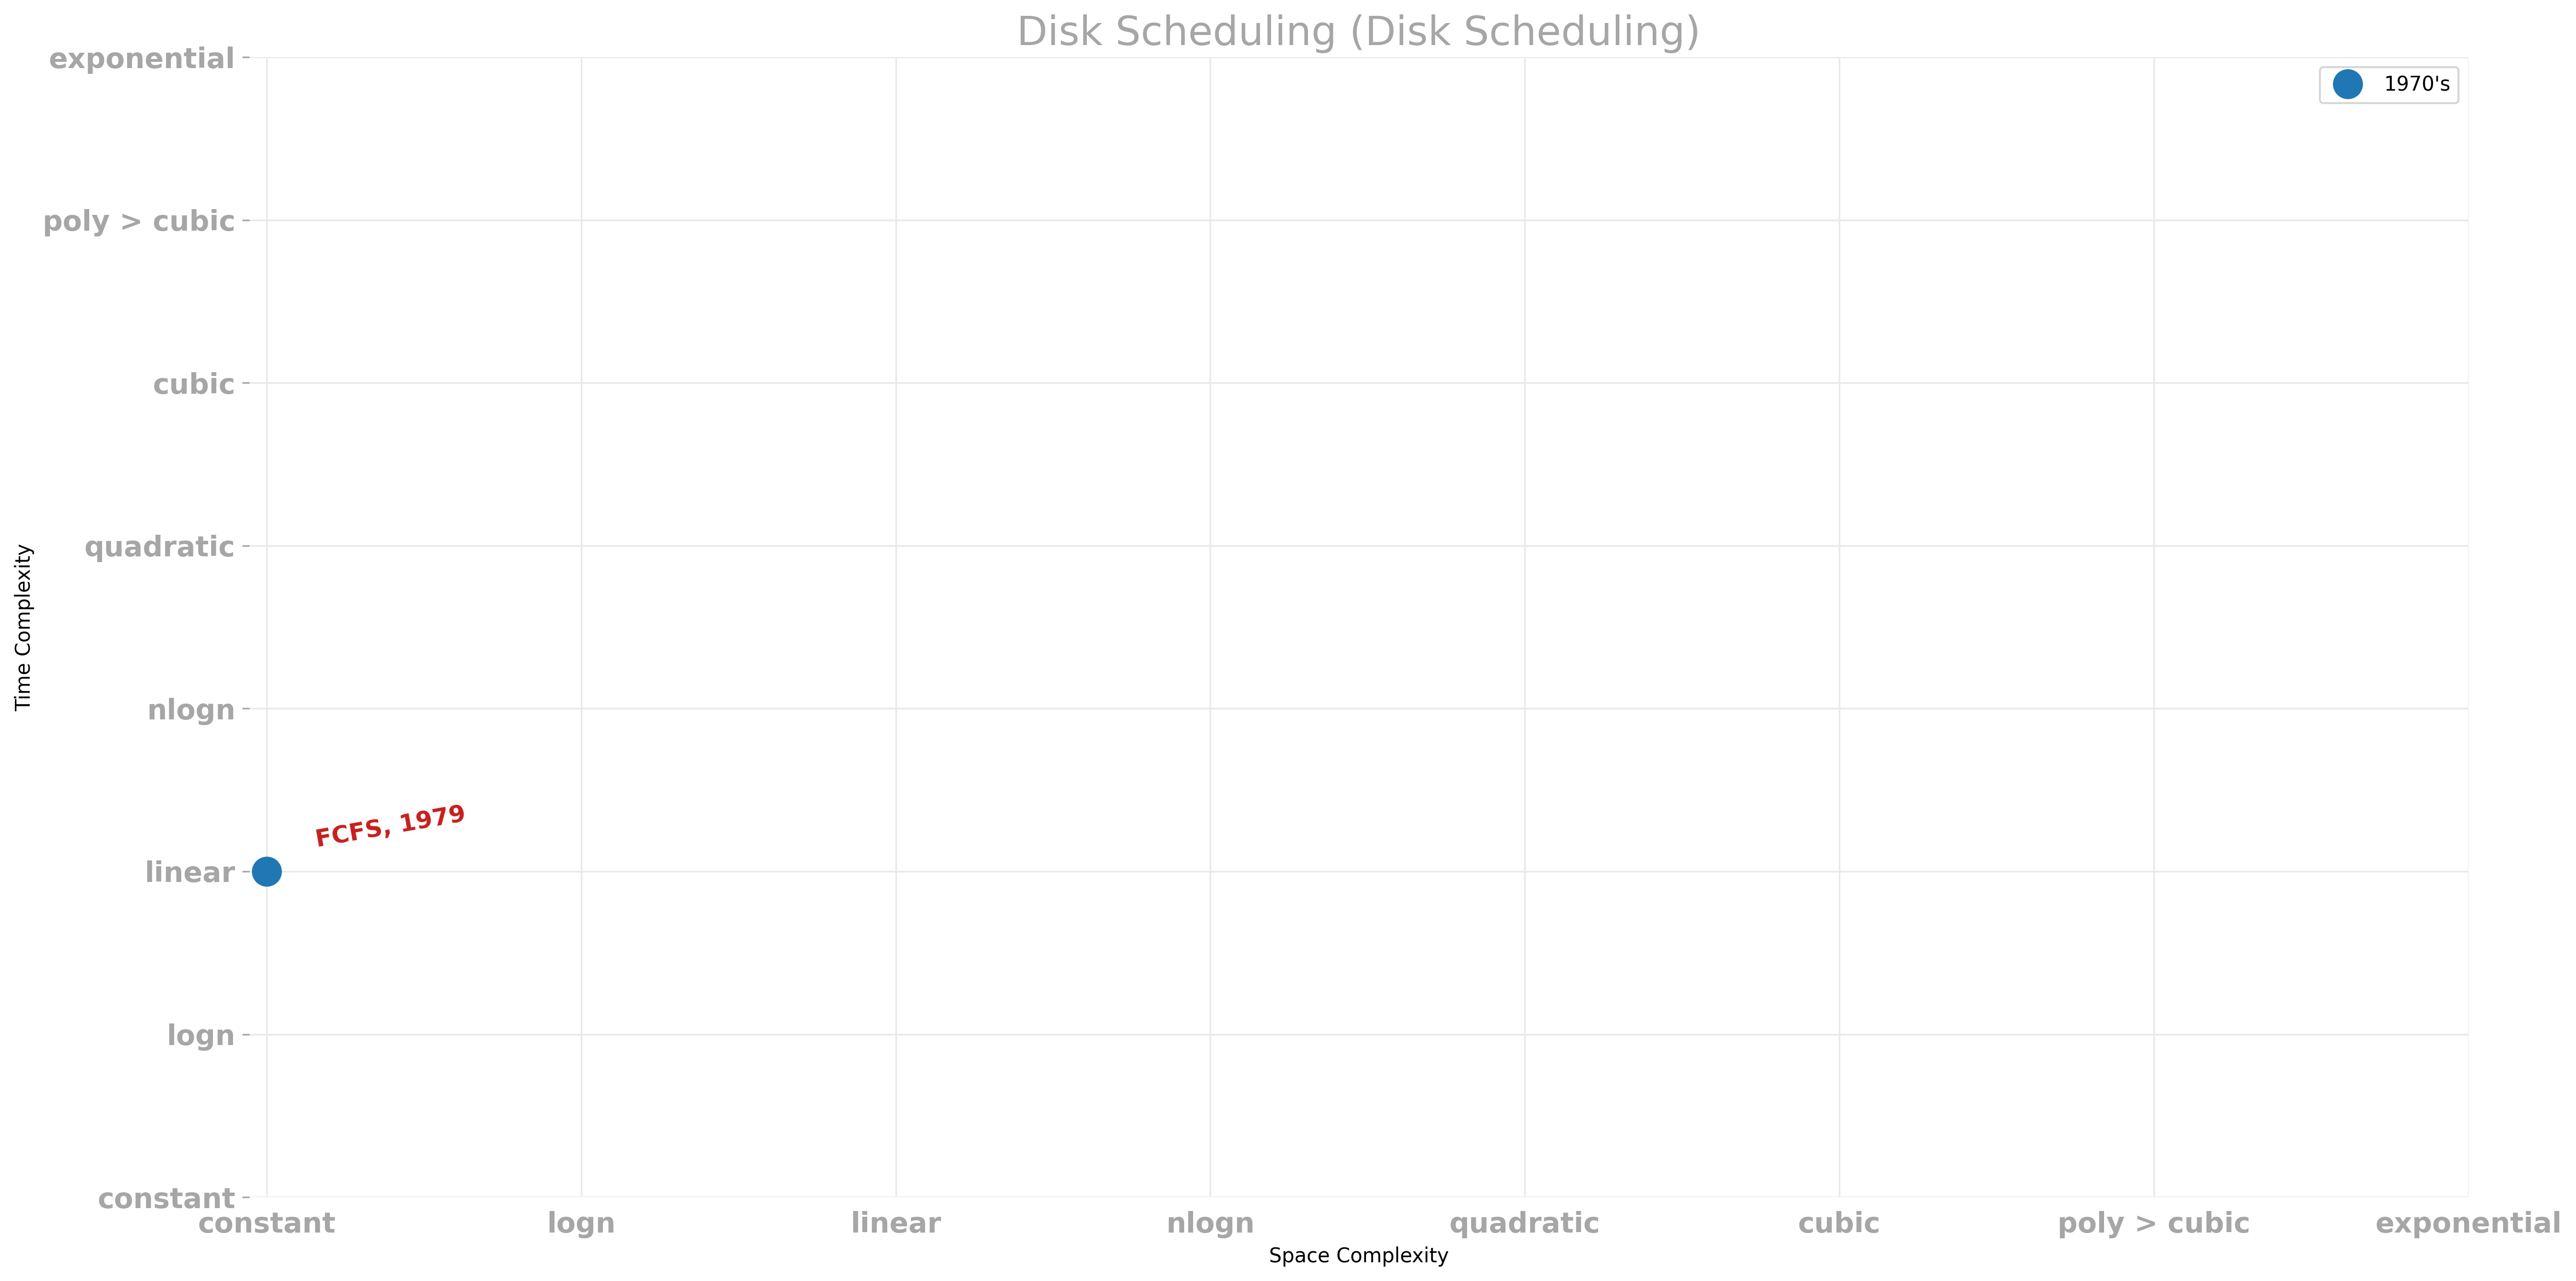 Disk Scheduling (Disk Scheduling)
exponential
1970's
poly > cubic
cubic
quadratic
Time Complexity
nlogn
FCFS, 1979
linear
logn
constant
constant logn linear nlogn quadratic cubic poly > cubic exponential
Space Complexity